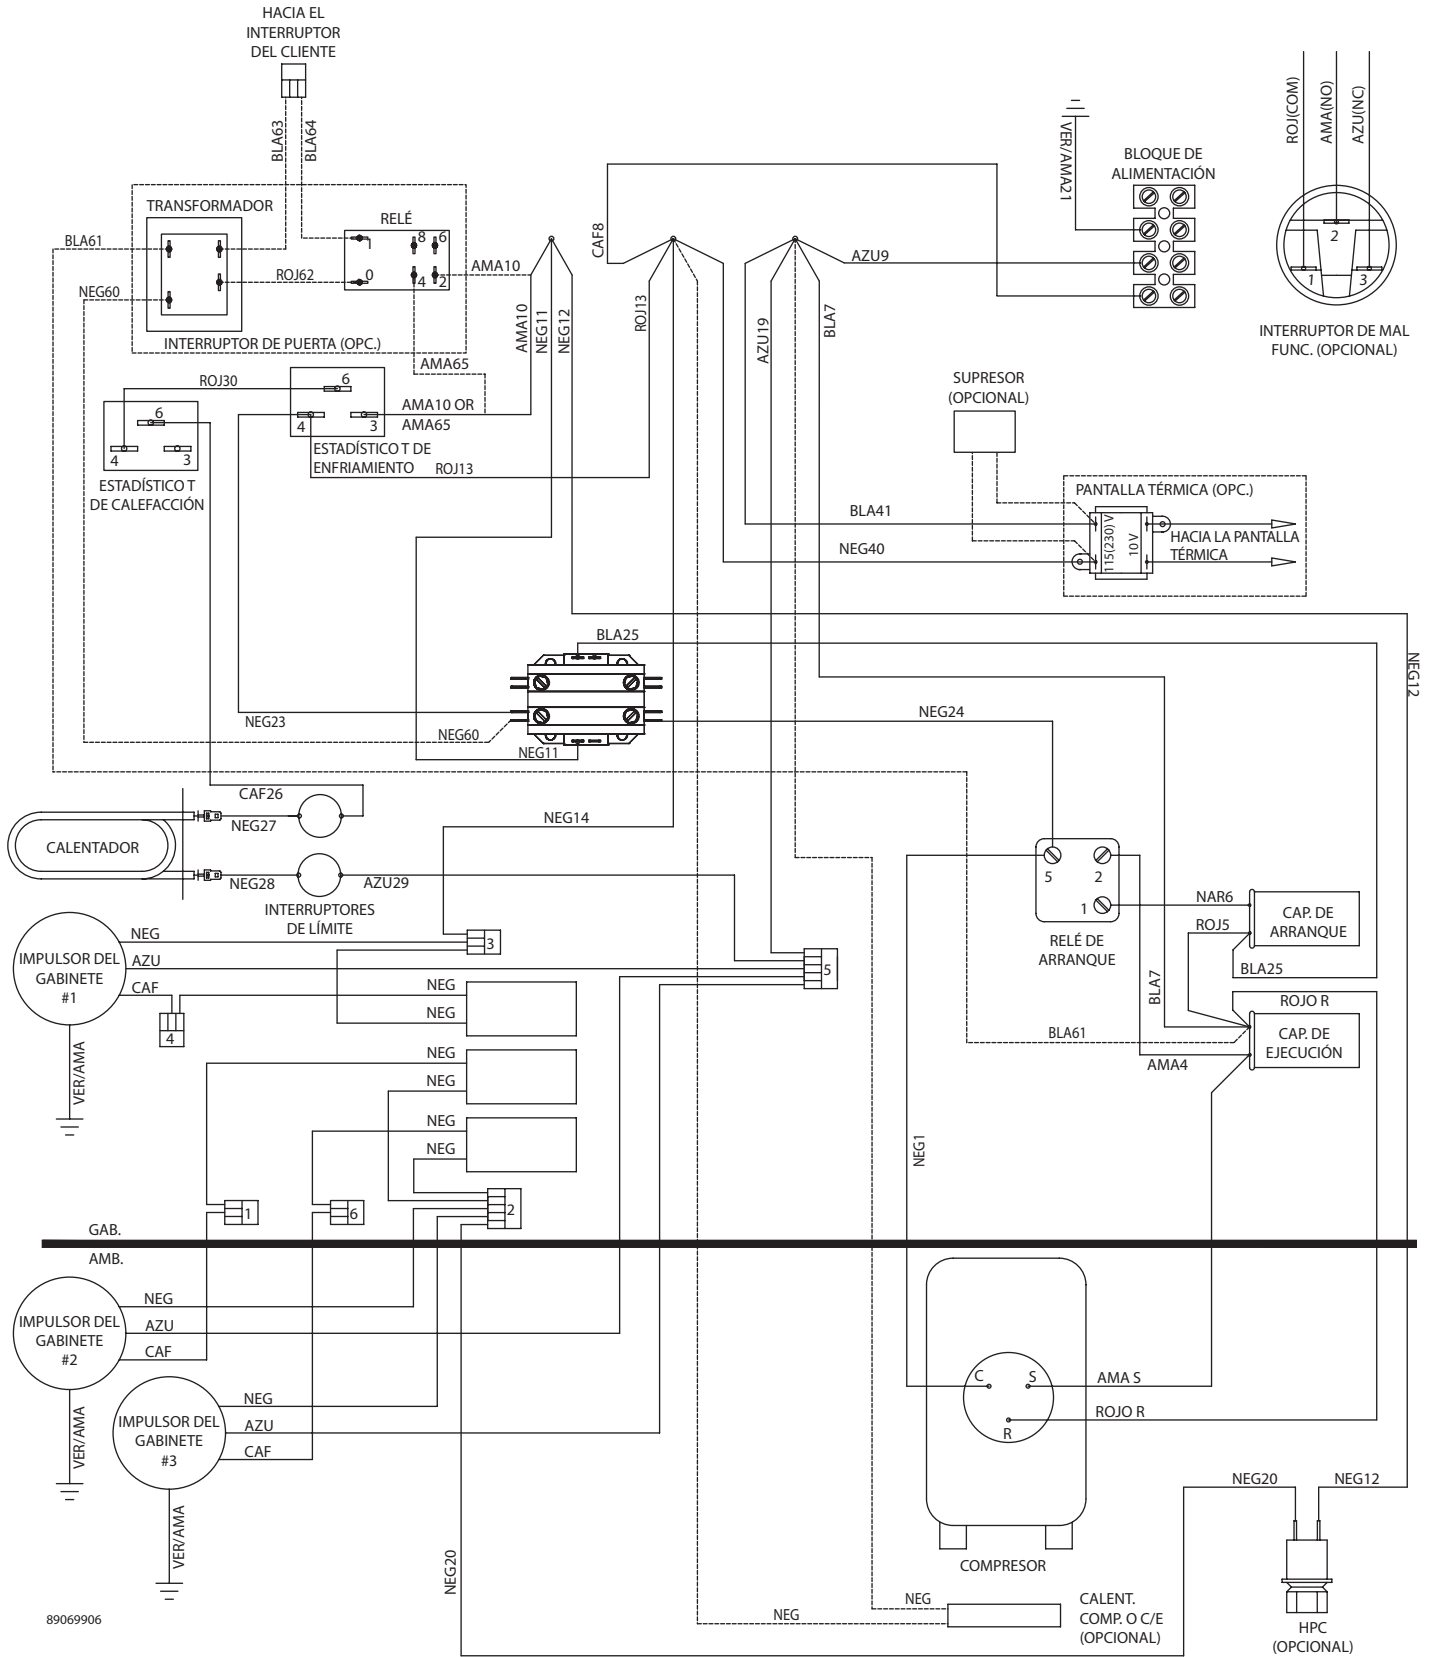 HACIA EL
INTERRUPTOR
DEL CLIENTE
BLA63
BLA64
TRANSFORMADOR
RELÉ
8
6
0
4
2
BLA61
ROJ62
NEG60
INTERRUPTOR DE PUERTA (OPC.)
AMA10
AMA65
AMA10
NEG11
NEG12
CAF8
ROJ13
AZU19
BLA7
AZU9
VER/AMA21
BLOQUE DE
ALIMENTACIÓN
ROJ(COM)
AMA(NO)
AZU(NC)
2
1
3
INTERRUPTOR DE MAL
FUNC. (OPCIONAL)
ROJ30
6
4
3
AMA10 OR
AMA65
6
4
3
ESTADÍSTICO T DE
ENFRIAMIENTO
ROJ13
ESTADÍSTICO T
DE CALEFACCIÓN
SUPRESOR
(OPCIONAL)
PANTALLA TÉRMICA (OPC.)
BLA41
NEG40
115(230) V
10 V
HACIA LA PANTALLA
TÉRMICA
BLA25
NEG12
NEG23
NEG60
NEG11
NEG24
CAF26
NEG27
CALENTADOR
NEG28
AZU29
INTERRUPTORES
DE LÍMITE
NEG14
5
2
1
RELÉ DE
ARRANQUE
NAR6
ROJ5
CAP. DE
ARRANQUE
BLA25
BLA7
ROJO R
BLA61
CAP. DE
EJECUCIÓN
AMA4
IMPULSOR DEL
GABINETE
#1
NEG
AZU
CAF
3
5
4
VER/AMA
NEG
NEG
NEG
NEG
NEG
NEG
1
6
2
NEG1
GAB.
AMB.
IMPULSOR DEL
GABINETE
#2
NEG
AZU
CAF
VER/AMA
IMPULSOR DEL
GABINETE
#3
NEG
AZU
CAF
VER/AMA
C
S
R
AMA S
ROJO R
COMPRESOR
NEG20
NEG20
NEG12
NEG
NEG
CALENT.
COMP. O C/E
(OPCIONAL)
HPC
(OPCIONAL)
89069906